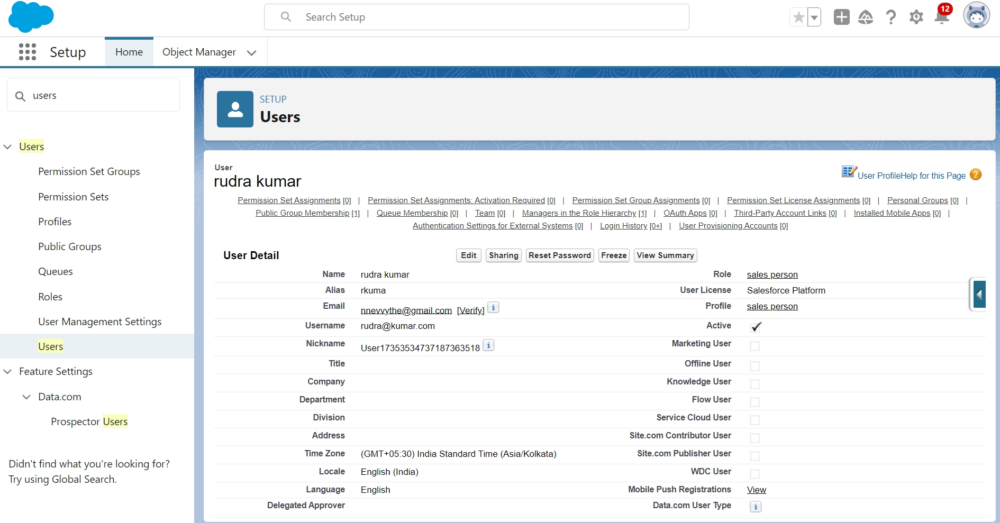 Search Setup
12
Setup
Home
Object Manager
users
Users
Permission Set Groups
Permission Sets
Profiles
Public Groups
Queues
Roles
User Management Settings
Users
Feature Settings
Data.com
Prospector Users
Didn't find what you're looking for?
Try using Global Search.
SETUP
Users
User
rudra kumar
User ProfileHelp for this Page ?
Permission Set Assignments [0] | Permission Set Assignments: Activation Required [0] | Permission Set Group Assignments [0] | Permission Set License Assignments [0] | Personal Groups [0] |
Public Group Membership [1] | Queue Membership [0] | Team [0] | Managers in the Role Hierarchy [1] | OAuth Apps [0] | Third-Party Account Links [0] | Installed Mobile Apps [0] |
Authentication Settings for External Systems [0] | Login History [0+] | User Provisioning Accounts [0]
User Detail Edit Sharing Reset Password Freeze View Summary
Name rudra kumar Role sales person
Alias rkuma User License Salesforce Platform
Email nnevvythe@gmail.com [Verify] i Profile sales person
Username rudra@kumar.com Active
Nickname User17353534737187363518 i Marketing User
Title Offline User
Company Knowledge User
Department Flow User
Division Service Cloud User
Address Site.com Contributor User
Time Zone (GMT+05:30) India Standard Time (Asia/Kolkata) Site.com Publisher User
Locale English (India) WDC User
Language English Mobile Push Registrations View
Delegated Approver Data.com User Type i